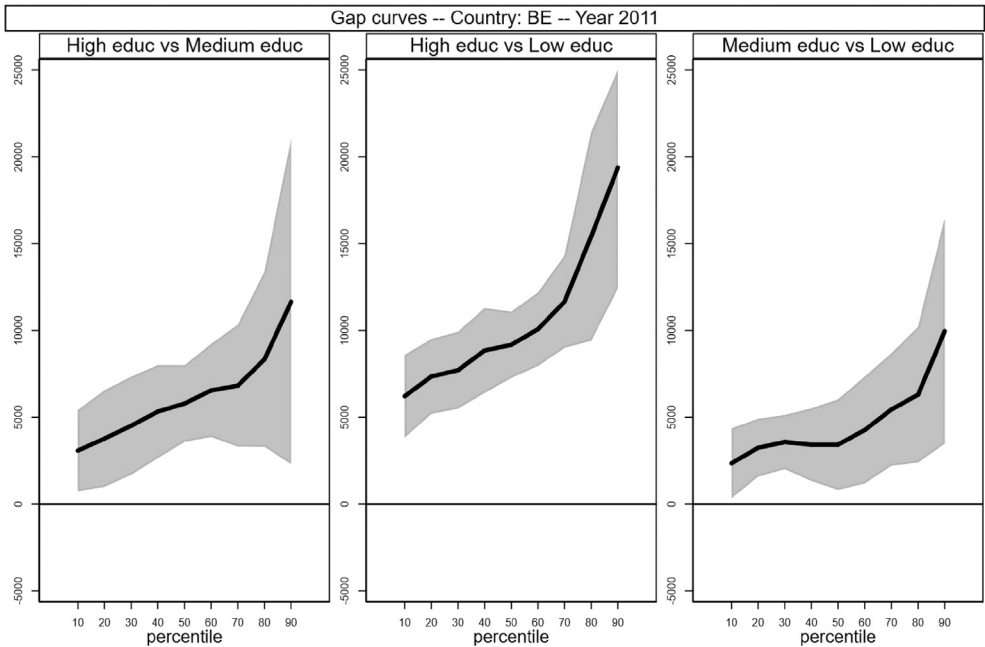 Gap curves -- Country: BE -- Year 2011
High educ vs Medium educ
High educ vs Low educ
Medium educ vs Low educ
25000
20000
15000
10000
5000
0
-5000
25000
20000
15000
10000
5000
0
-5000
25000
20000
15000
10000
5000
0
-5000
10 20 30 40 50 60 70 80 90
10 20 30 40 50 60 70 80 90
10 20 30 40 50 60 70 80 90
percentile
percentile
percentile